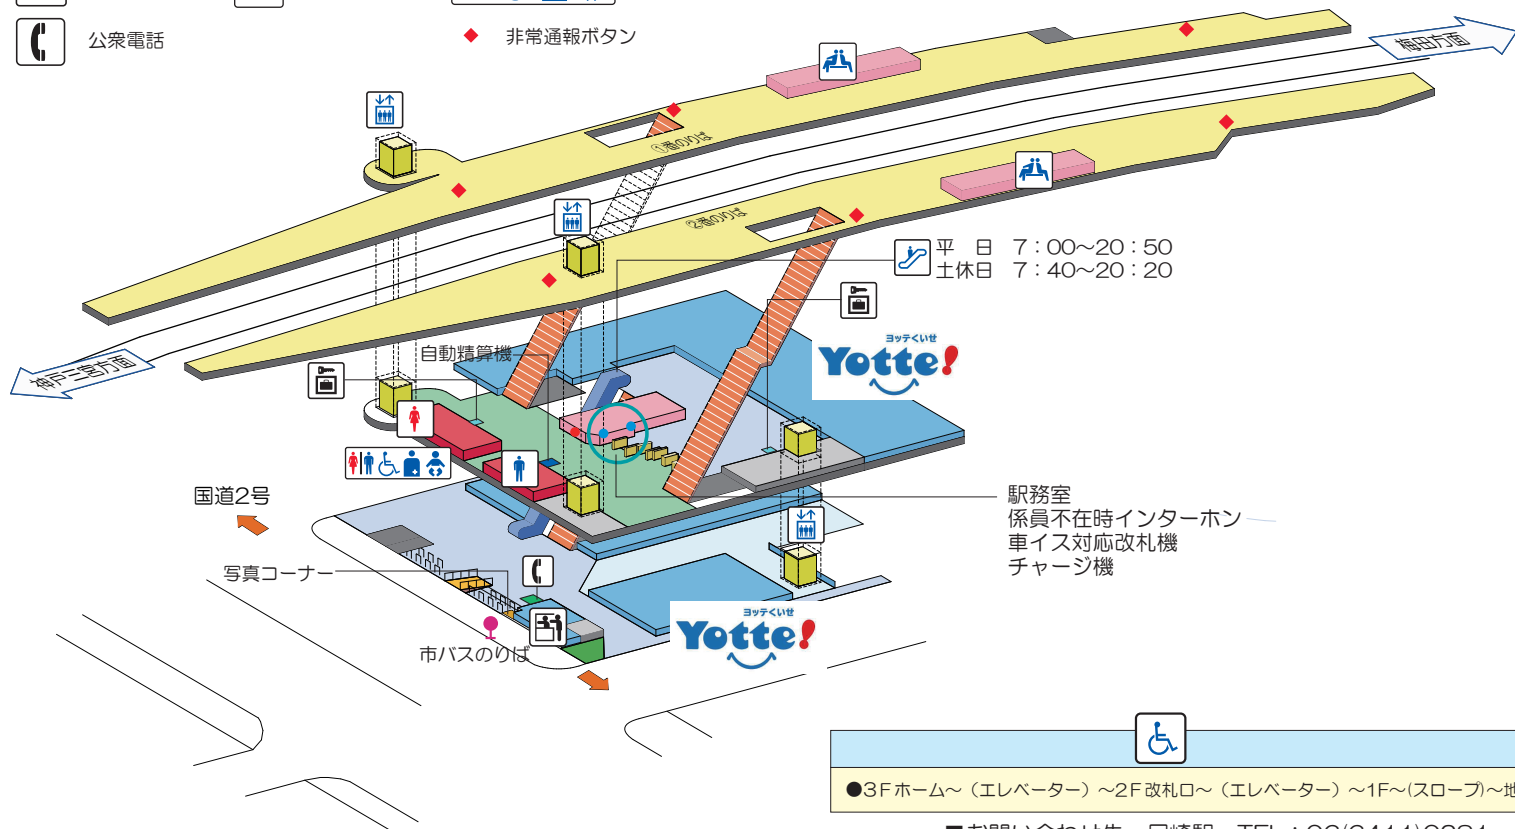 公衆電話
非常通報ボタン
梅田方面
①番のりば
②番のりば
平　日　7：00～20：50
土休日　7：40～20：20
神戸三宮方面
自動精算機
ヨッテくいせ
Yotte!
国道2号
駅務室
係員不在時インターホン
車イス対応改札機
チャージ機
写真コーナー
ヨッテくいせ
Yotte!
市バスのりば
●3Fホーム～（エレベーター）～2F改札口～（エレベーター）～1F～(スロープ)～地